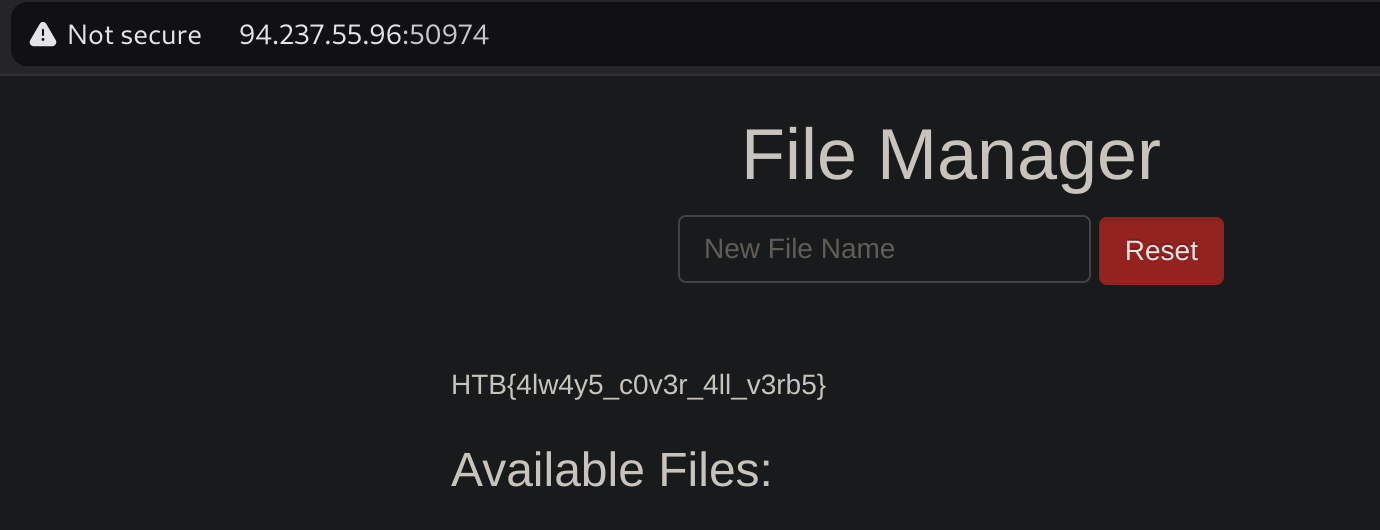 Not secure 94.237.55.96:50974
File Manager
New File Name Reset
HTB{4lw4y5_c0v3r_4ll_v3rb5}
Available Files: